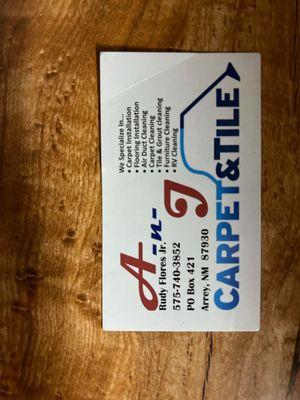 A-n-J
CARPET&TILE
Rudy Flores Jr.
575-740-3852
PO Box 421
Arrey, NM 87930
We Specialize In...
• Carpet Installation
• Flooring Installation
• Air Duct Cleaning
• Carpet Cleaning
• Tile & Grout cleaning
• Furniture Cleaning
• RV Cleaning